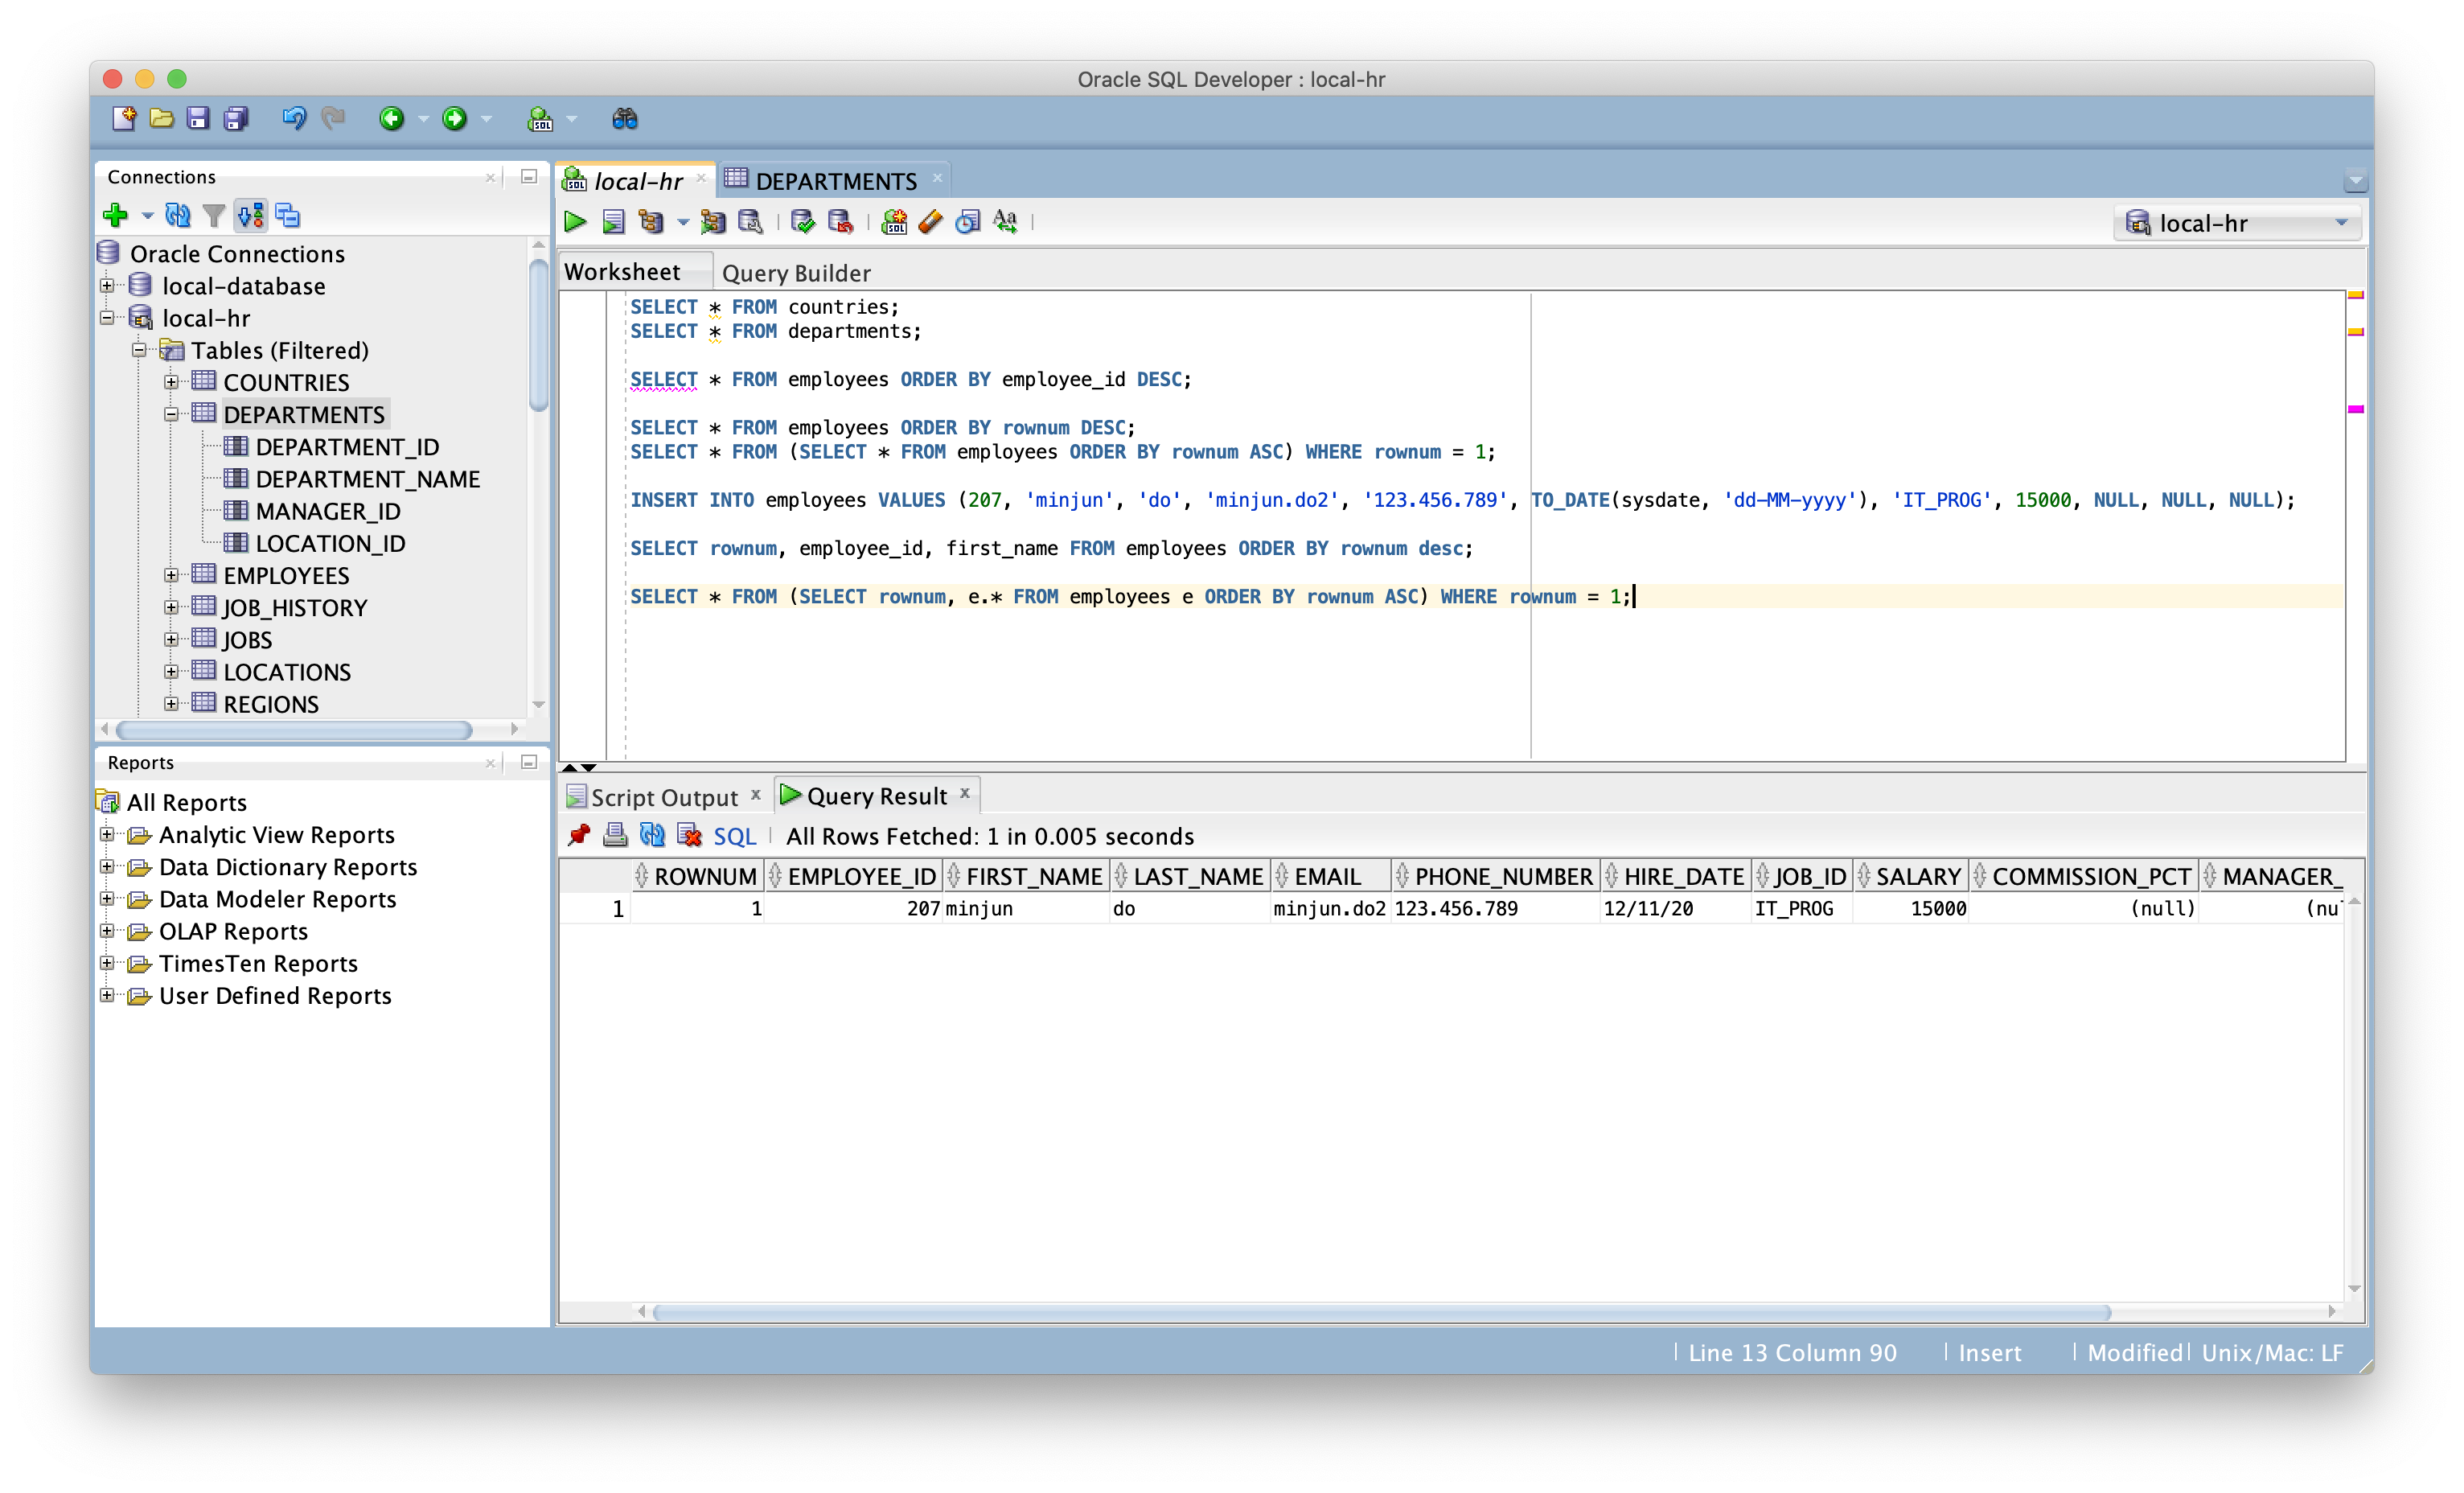 Oracle SQL Developer : local-hr
Connections
Oracle Connections
local-database
local-hr
Tables (Filtered)
COUNTRIES
DEPARTMENTS
DEPARTMENT_ID
DEPARTMENT_NAME
MANAGER_ID
LOCATION_ID
EMPLOYEES
JOB_HISTORY
JOBS
LOCATIONS
REGIONS
Reports
All Reports
Analytic View Reports
Data Dictionary Reports
Data Modeler Reports
OLAP Reports
TimesTen Reports
User Defined Reports
local-hr DEPARTMENTS
local-hr
Worksheet Query Builder
SELECT * FROM countries;
SELECT * FROM departments;
SELECT * FROM employees ORDER BY employee_id DESC;
SELECT * FROM employees ORDER BY rownum DESC;
SELECT * FROM (SELECT * FROM employees ORDER BY rownum ASC) WHERE rownum = 1;
INSERT INTO employees VALUES (207, 'minjun', 'do', 'minjun.do2', '123.456.789', TO_DATE(sysdate, 'dd-MM-yyyy'), 'IT_PROG', 15000, NULL, NULL, NULL);
SELECT rownum, employee_id, first_name FROM employees ORDER BY rownum desc;
SELECT * FROM (SELECT rownum, e.* FROM employees e ORDER BY rownum ASC) WHERE rownum = 1;
Script Output x Query Result x
SQL All Rows Fetched: 1 in 0.005 seconds
ROWNUM EMPLOYEE_ID FIRST_NAME LAST_NAME EMAIL PHONE_NUMBER HIRE_DATE JOB_ID SALARY COMMISSION_PCT MANAGER_
1 1 207 minjun do minjun.do2 123.456.789 12/11/20 IT_PROG 15000 (null) (nu
Line 13 Column 90 Insert Modified Unix/Mac: LF